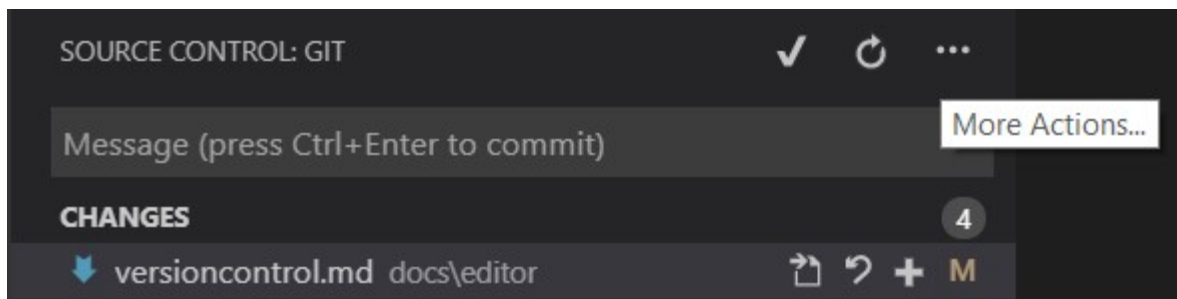 SOURCE CONTROL: GIT
More Actions...
Message (press Ctrl+Enter to commit)
CHANGES 4
versioncontrol.md docs\editor M